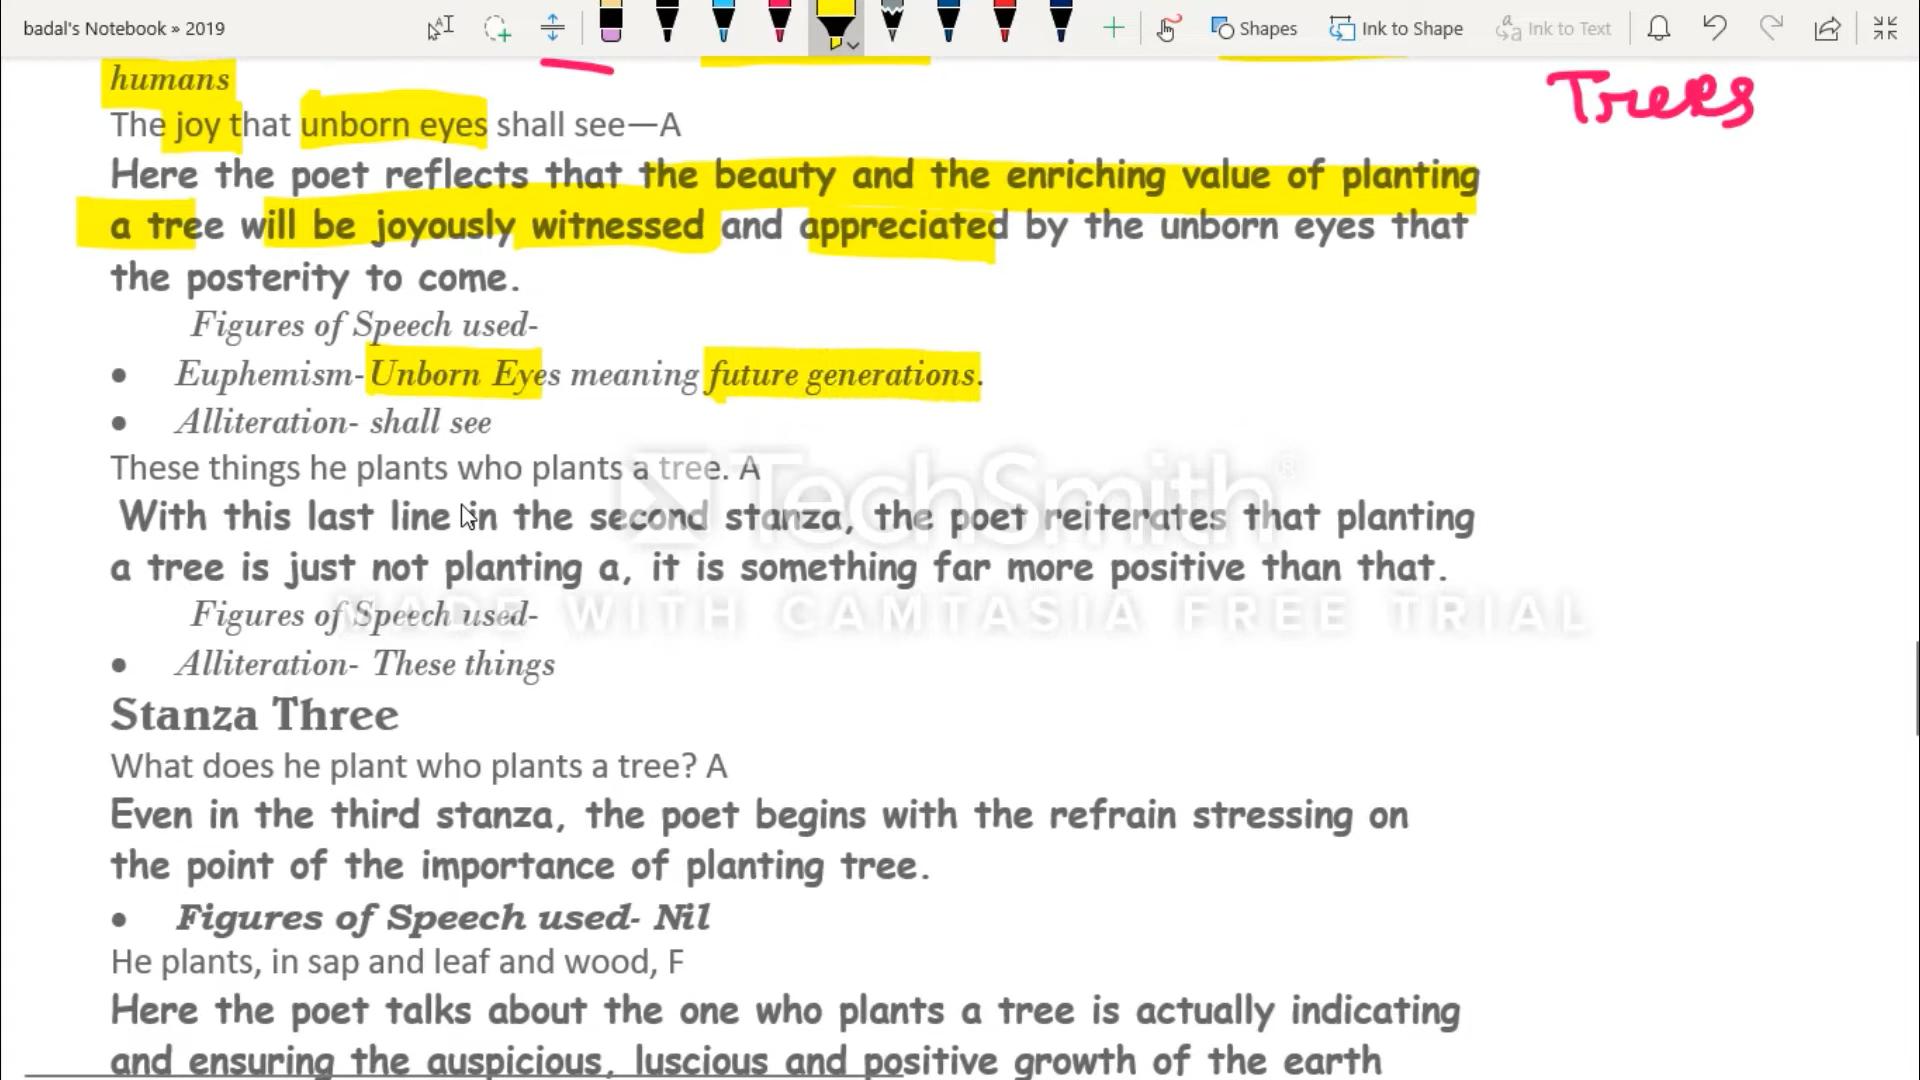 badal's Notebook » 2019
Shapes
Ink to Shape
Ink to Text
humans
Trees
The joy that unborn eyes shall see—A
Here the poet reflects that the beauty and the enriching value of planting
a tree will be joyously witnessed and appreciated by the unborn eyes that
the posterity to come.
Figures of Speech used-
• Euphemism- Unborn Eyes meaning future generations.
• Alliteration- shall see
These things he plants who plants a tree. A
TechSmith®
With this last line in the second stanza, the poet reiterates that planting
a tree is just not planting a, it is something far more positive than that.
MADE WITH CAMTASIA FREE TRIAL
Figures of Speech used-
• Alliteration- These things
Stanza Three
What does he plant who plants a tree? A
Even in the third stanza, the poet begins with the refrain stressing on
the point of the importance of planting tree.
• Figures of Speech used- Nil
He plants, in sap and leaf and wood, F
Here the poet talks about the one who plants a tree is actually indicating
and ensuring the auspicious, luscious and positive growth of the earth